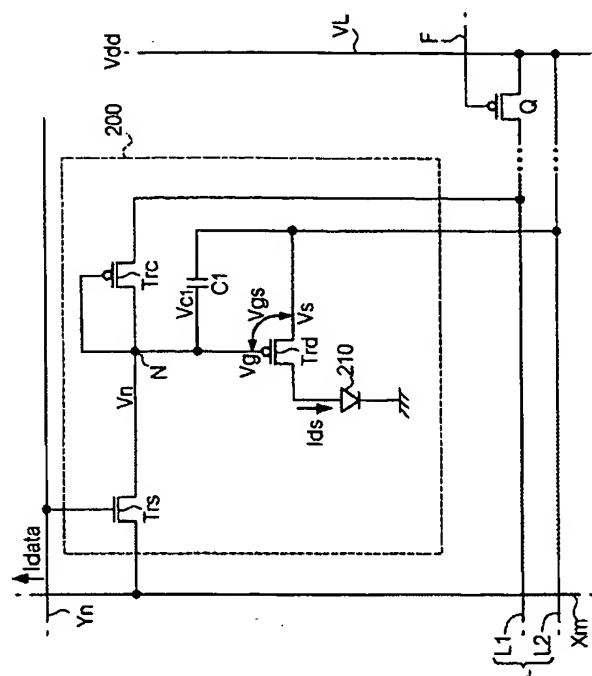 Vdd
VL
F
Q
200
Trc
Vc1
C1
Vgs
Vg
Vs
Trd
N
Vn
210
Ids
Trs
Idata
Yn
L1
L2
Xm